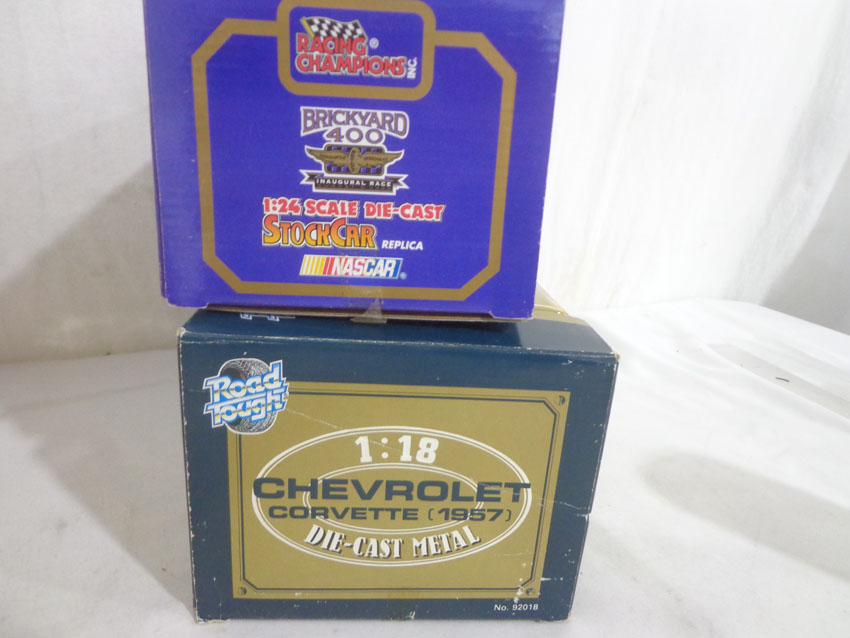 RACING®
CHAMPIONS INC.
BRICKYARD
400
INAUGURAL RACE
1:24 SCALE DIE-CAST
STOCKCAR REPLICA
NASCAR®
Road
Tough
1:18
CHEVROLET
CORVETTE (1957)
DIE-CAST METAL
No. 92018